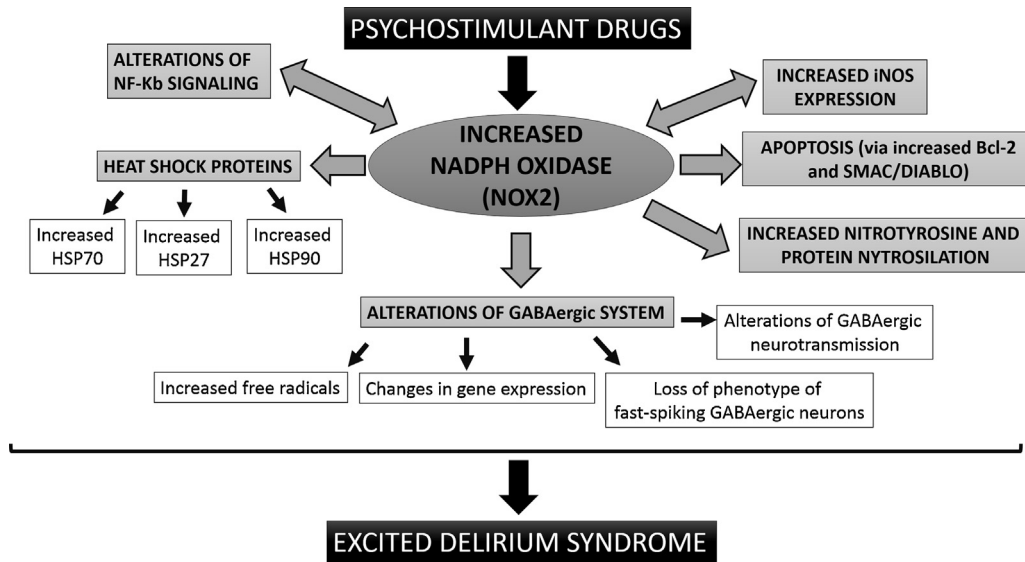 PSYCHOSTIMULANT DRUGS
ALTERATIONS OF
NF-Kb SIGNALING
INCREASED iNOS
EXPRESSION
INCREASED
NADPH OXIDASE
(NOX2)
HEAT SHOCK PROTEINS
APOPTOSIS (via increased Bcl-2
and SMAC/DIABLO)
Increased
HSP70
Increased
HSP27
Increased
HSP90
INCREASED NITROTYROSINE AND
PROTEIN NYTROSILATION
ALTERATIONS OF GABAergic SYSTEM
Alterations of GABAergic
neurotransmission
Increased free radicals
Changes in gene expression
Loss of phenotype of
fast-spiking GABAergic neurons
EXCITED DELIRIUM SYNDROME